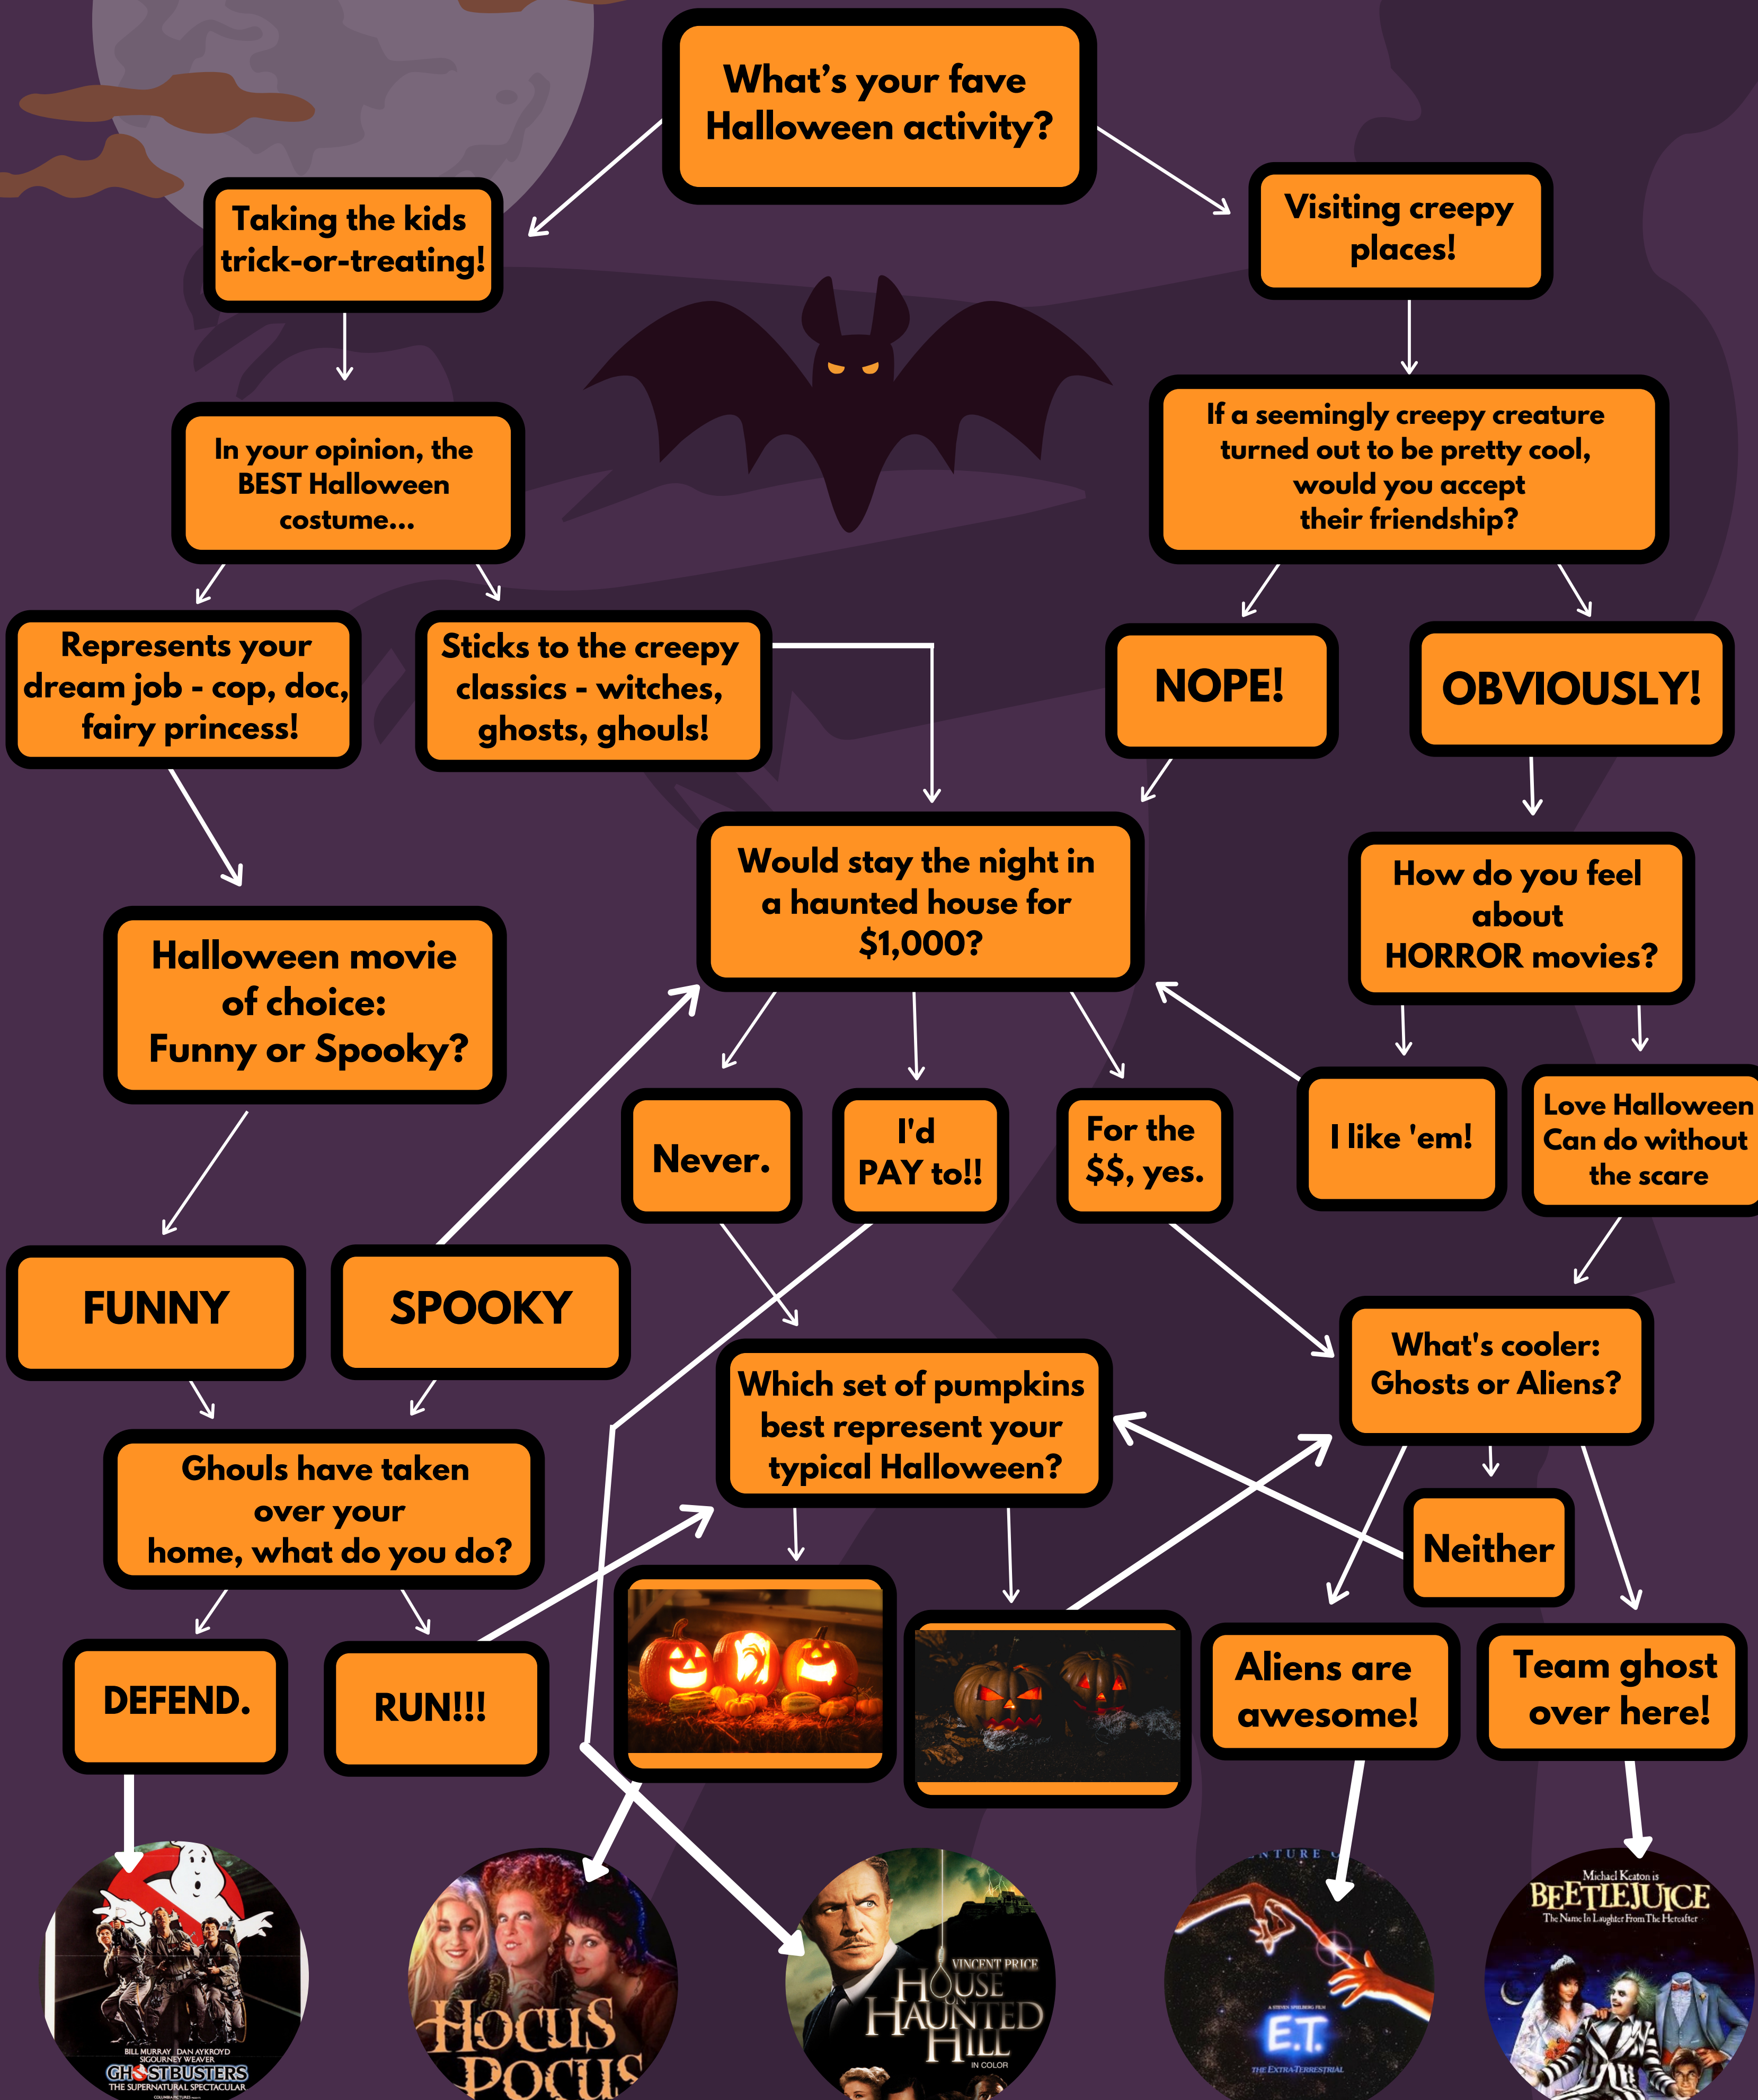 What's your fave
Halloween activity?
Taking the kids
trick-or-treating!
Visiting creepy
places!
In your opinion, the
BEST Halloween
costume...
If a seemingly creepy creature
turned out to be pretty cool,
would you accept
their friendship?
Represents your
dream job - cop, doc,
fairy princess!
Sticks to the creepy
classics - witches,
ghosts, ghouls!
NOPE!
OBVIOUSLY!
Would stay the night in
a haunted house for
$1,000?
How do you feel
about
HORROR movies?
Halloween movie
of choice:
Funny or Spooky?
Never.
I'd
PAY to!!
For the
$$, yes.
I like 'em!
Love Halloween
Can do without
the scare
FUNNY
SPOOKY
What's cooler:
Ghosts or Aliens?
Which set of pumpkins
best represent your
typical Halloween?
Ghouls have taken
over your
home, what do you do?
Neither
DEFEND.
RUN!!!
Aliens are
awesome!
Team ghost
over here!
BILL MURRAY DAN AYKROYD
SIGOURNEY WEAVER
GHOSTBUSTERS
THE SUPERNATURAL SPECTACULAR
COLUMBIA PICTURES
HOCUS
POCUS
VINCENT PRICE
HOUSE
ON
HAUNTED
HILL
IN COLOR
A STEVEN SPIELBERG FILM
E.T.
THE EXTRA-TERRESTRIAL
Michael Keaton is
BEETLEJUICE
The Name In Laughter From The Hereafter